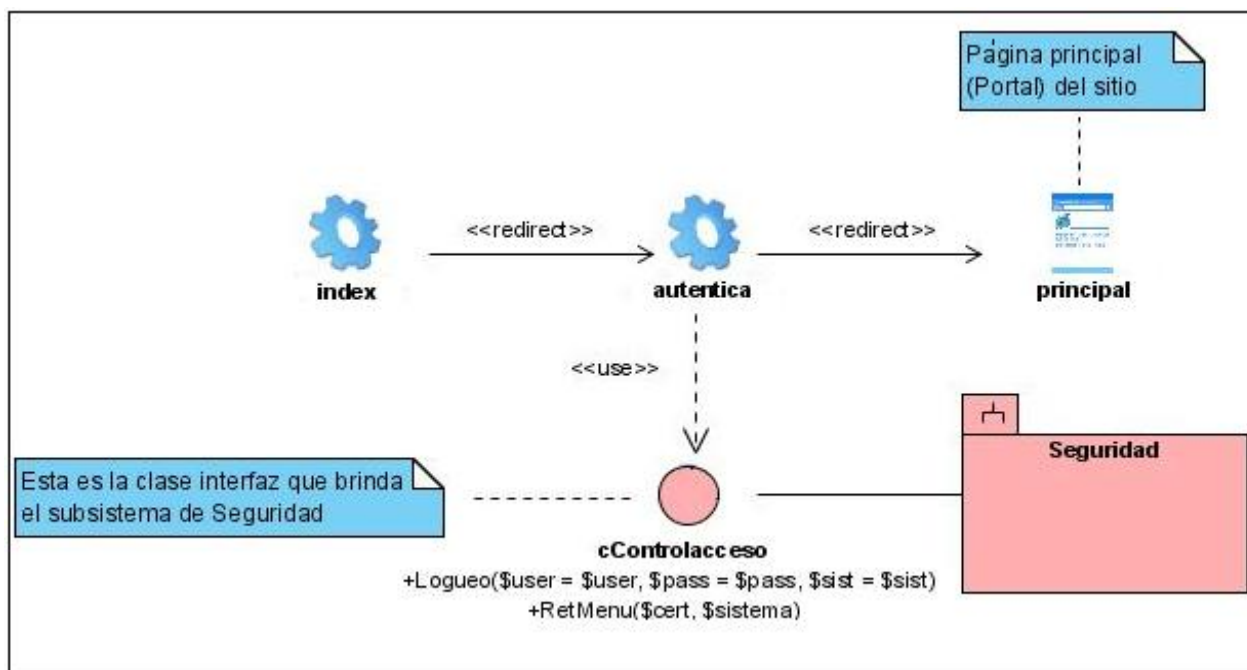 Página principal
(Portal) del sitio
<<redirect>>
<<redirect>>
index
autentica
principal
<<use>>
Seguridad
Esta es la clase interfaz que brinda
el subsistema de Seguridad
cControlacceso
+Logueo($user = $user, $pass = $pass, $sist = $sist)
+RetMenu($cert, $sistema)